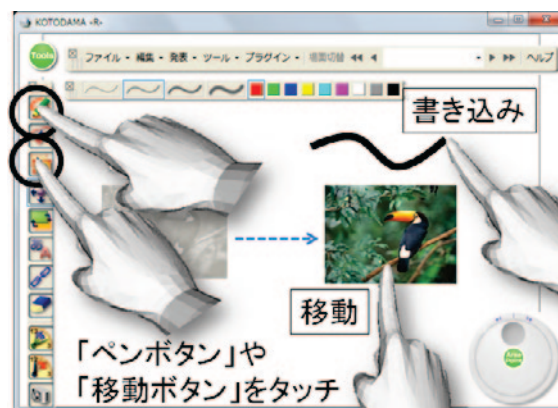 KOTODAMA <R>
Tools
ファイル - 編集 - 発表 - ツール - プラグイン - 場面切替
ヘルプ
書き込み
移動
「ペンボタン」や
「移動ボタン」をタッチ